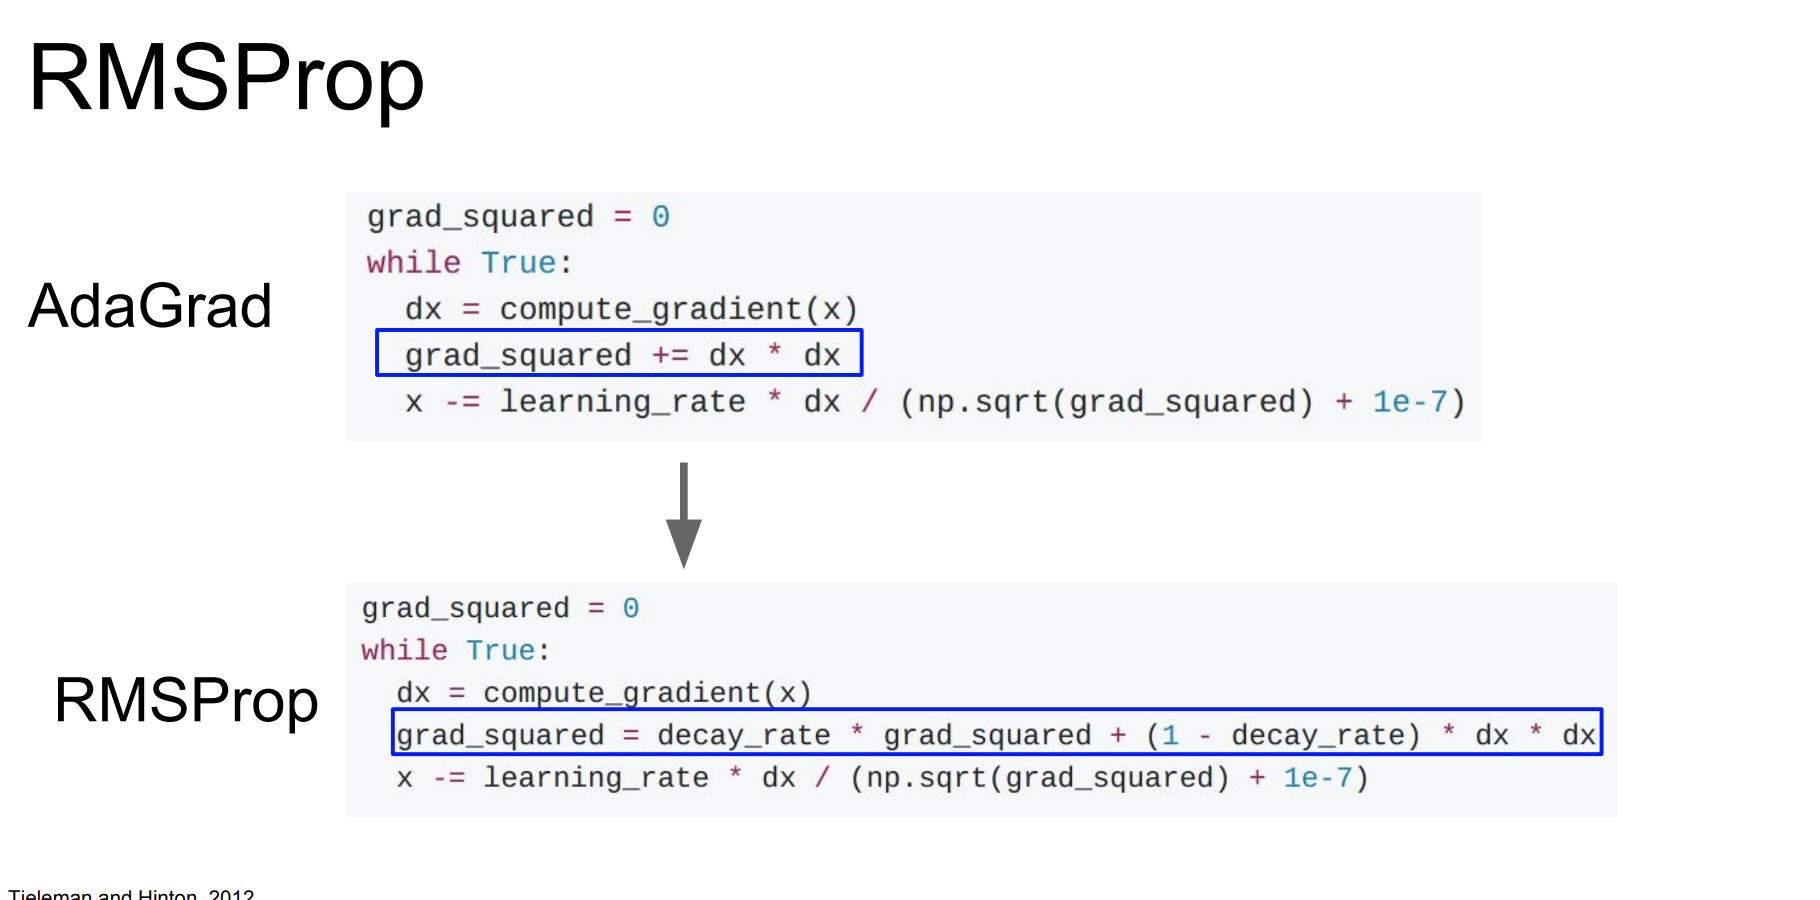 RMSProp
AdaGrad
grad_squared = 0
while True:
  dx = compute_gradient(x)
  grad_squared += dx * dx
  x -= learning_rate * dx / (np.sqrt(grad_squared) + 1e-7)
RMSProp
grad_squared = 0
while True:
  dx = compute_gradient(x)
  grad_squared = decay_rate * grad_squared + (1 - decay_rate) * dx * dx
  x -= learning_rate * dx / (np.sqrt(grad_squared) + 1e-7)
Tieleman and Hinton, 2012